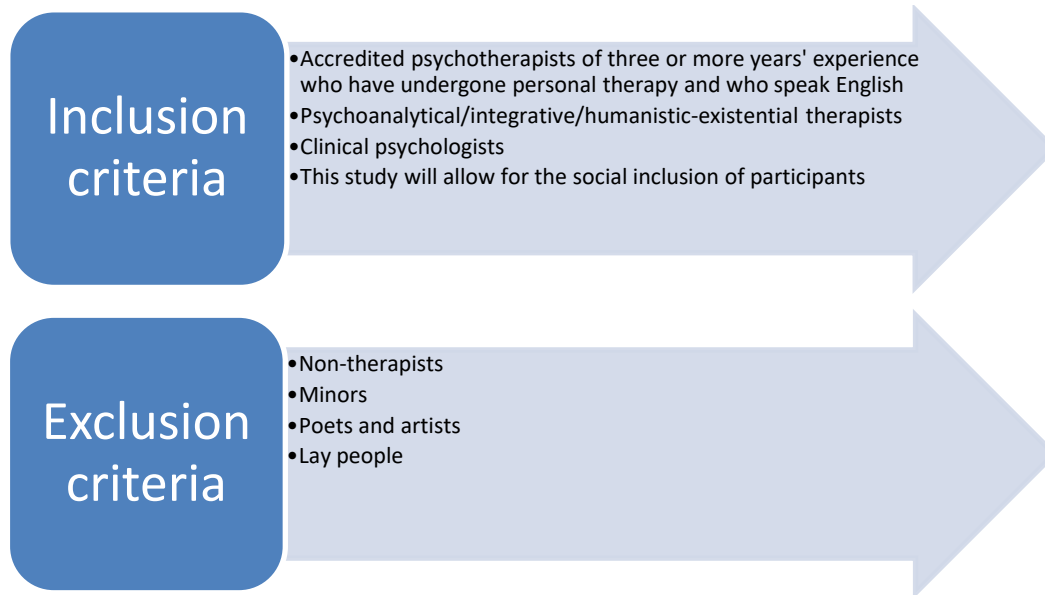 Inclusion
criteria
•Accredited psychotherapists of three or more years' experience
who have undergone personal therapy and who speak English
•Psychoanalytical/integrative/humanistic-existential therapists
•Clinical psychologists
•This study will allow for the social inclusion of participants
Exclusion
criteria
•Non-therapists
•Minors
•Poets and artists
•Lay people